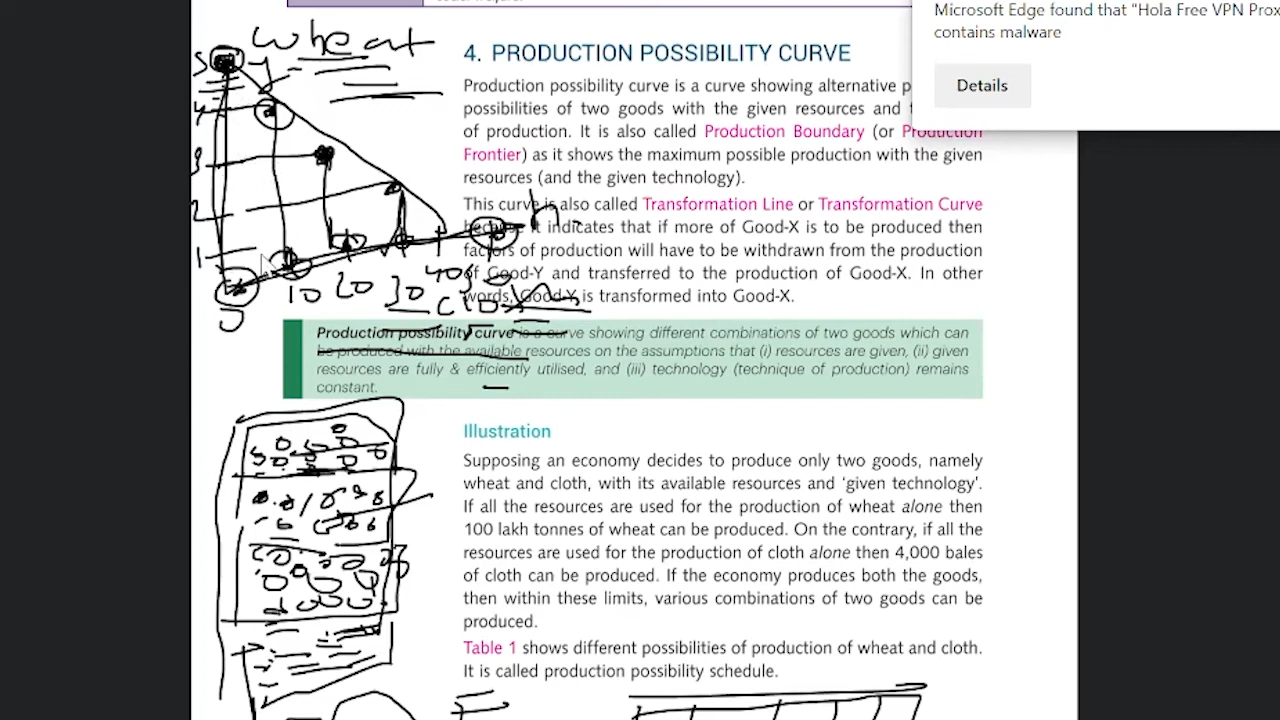 Microsoft Edge found that "Hola Free VPN Prox
contains malware
Details
wheat
5
y
4
3
2
1
0
10 20 30 40 50
4. PRODUCTION POSSIBILITY CURVE
Production possibility curve is a curve showing alternative p
possibilities of two goods with the given resources and
of production. It is also called Production Boundary (or Production
Frontier) as it shows the maximum possible production with the given
resources (and the given technology).
This curve is also called Transformation Line or Transformation Curve
because it indicates that if more of Good-X is to be produced then
factors of production will have to be withdrawn from the production
of Good-Y and transferred to the production of Good-X. In other
words, Good-Y is transformed into Good-X.
Production possibility curve is a curve showing different combinations of two goods which can
be produced with the available resources on the assumptions that (i) resources are given, (ii) given
resources are fully & efficiently utilised, and (iii) technology (technique of production) remains
constant.
Illustration
Supposing an economy decides to produce only two goods, namely
wheat and cloth, with its available resources and 'given technology'.
If all the resources are used for the production of wheat alone then
100 lakh tonnes of wheat can be produced. On the contrary, if all the
resources are used for the production of cloth alone then 4,000 bales
of cloth can be produced. If the economy produces both the goods,
then within these limits, various combinations of two goods can be
produced.
Table 1 shows different possibilities of production of wheat and cloth.
It is called production possibility schedule.